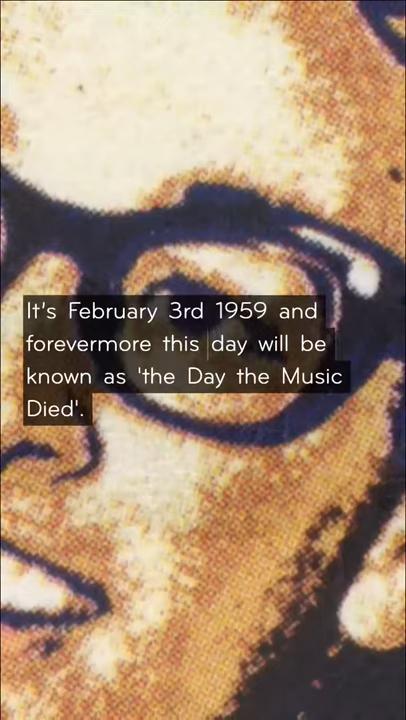 It's February 3rd 1959 and
forevermore this day will be
known as 'the Day the Music
Died'.